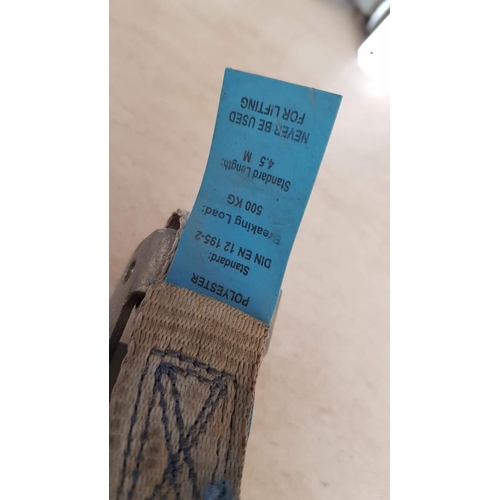 POLYESTER
Standard:
DIN EN 12 195-2
Breaking Load:
500 KG
Standard Length:
4.5 M
NEVER BE USED
FOR LIFTING